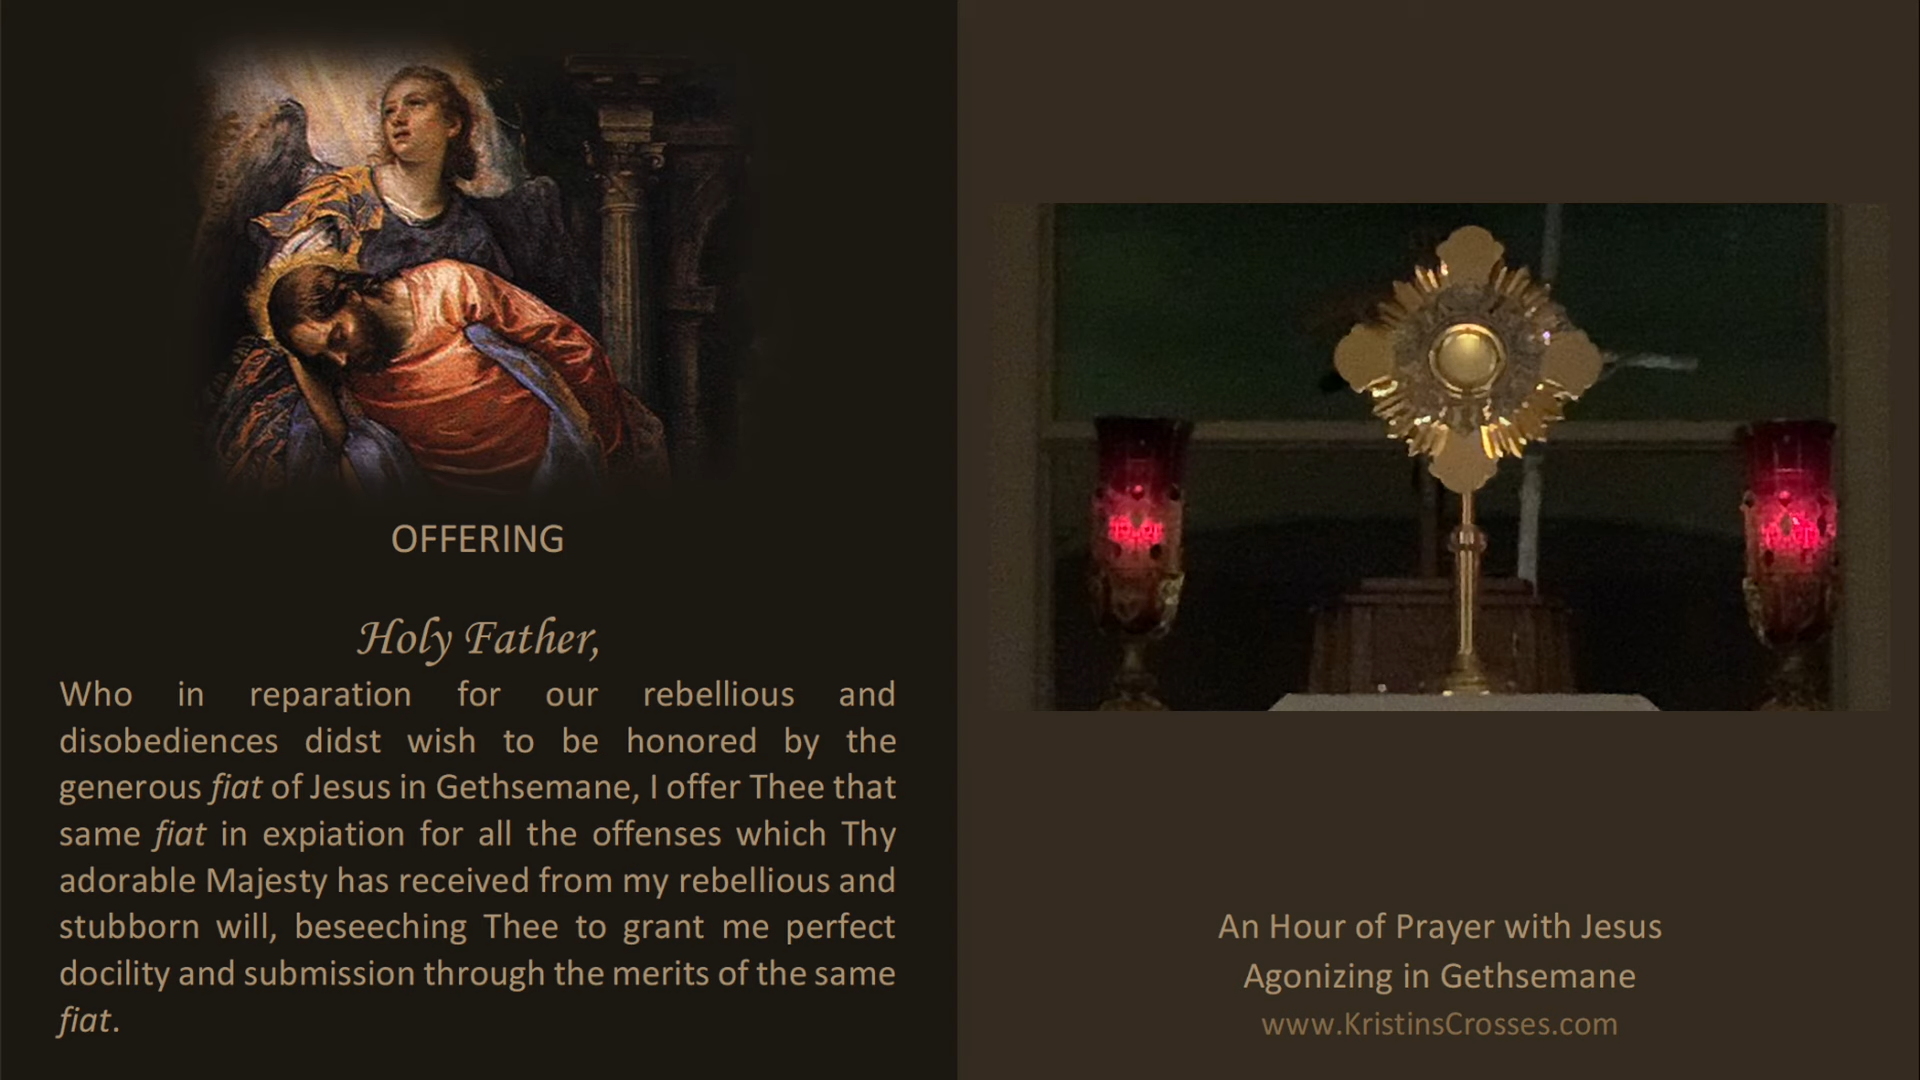 OFFERING
Holy Father,
Who in reparation for our rebellious and
disobediences didst wish to be honored by the
generous fiat of Jesus in Gethsemane, I offer Thee that
same fiat in expiation for all the offenses which Thy
adorable Majesty has received from my rebellious and
stubborn will, beseeching Thee to grant me perfect
docility and submission through the merits of the same
fiat.
An Hour of Prayer with Jesus
Agonizing in Gethsemane
www.KristinsCrosses.com